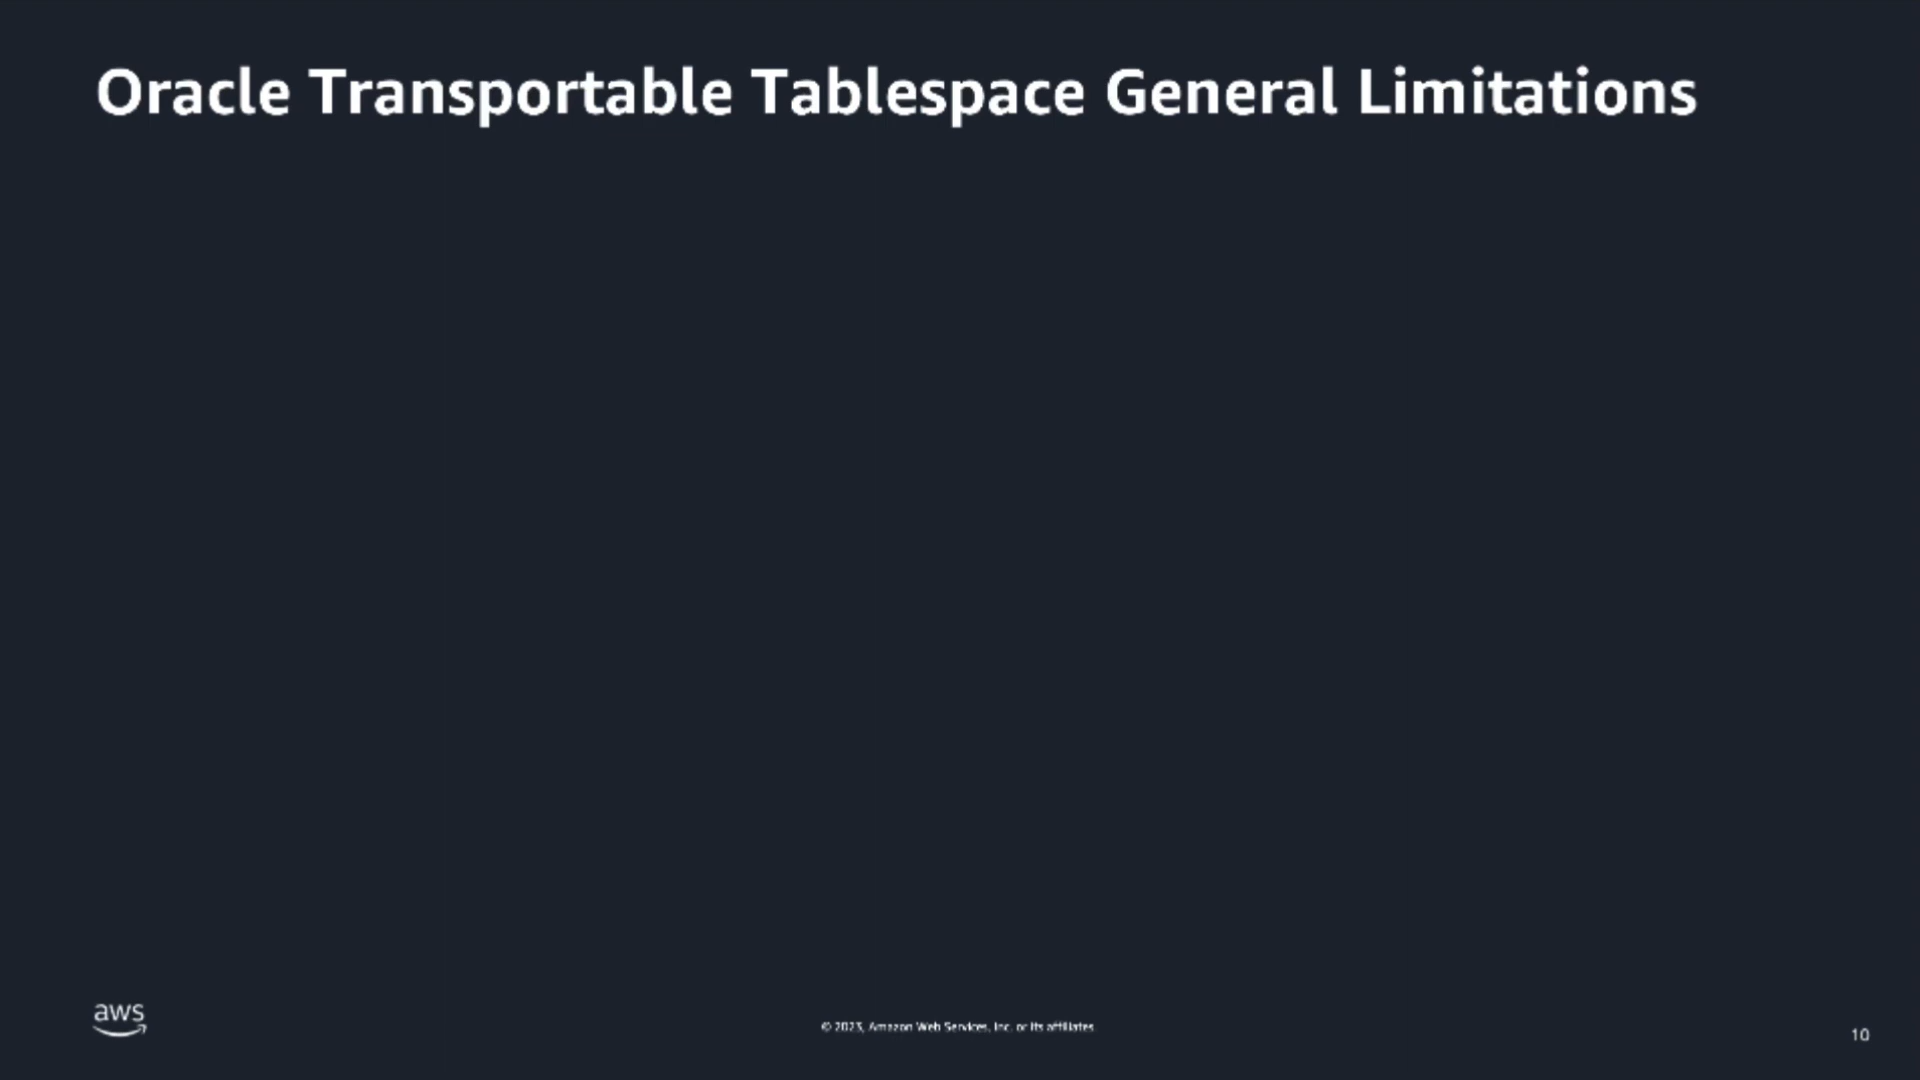 Oracle Transportable Tablespace General Limitations
aws
© 2023, Amazon Web Services, Inc. or its affiliates.
10